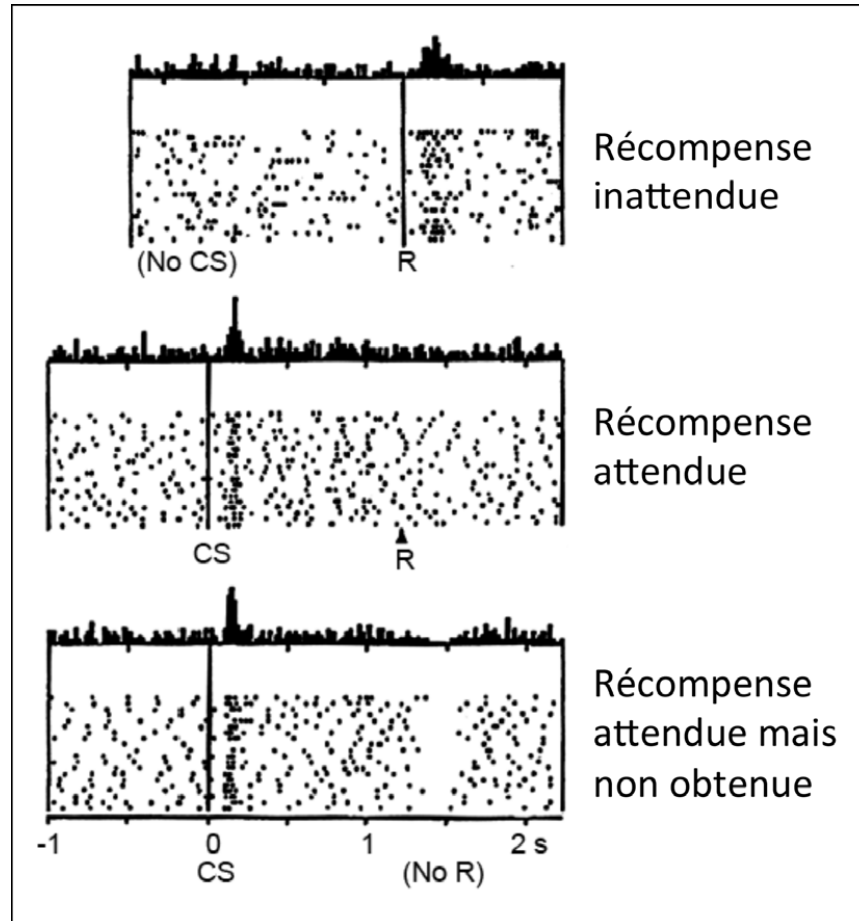 Récompense
inattendue
(No CS)
R
Récompense
attendue
CS
R
Récompense
attendue mais
non obtenue
-1 0 1 2 s
CS (No R)